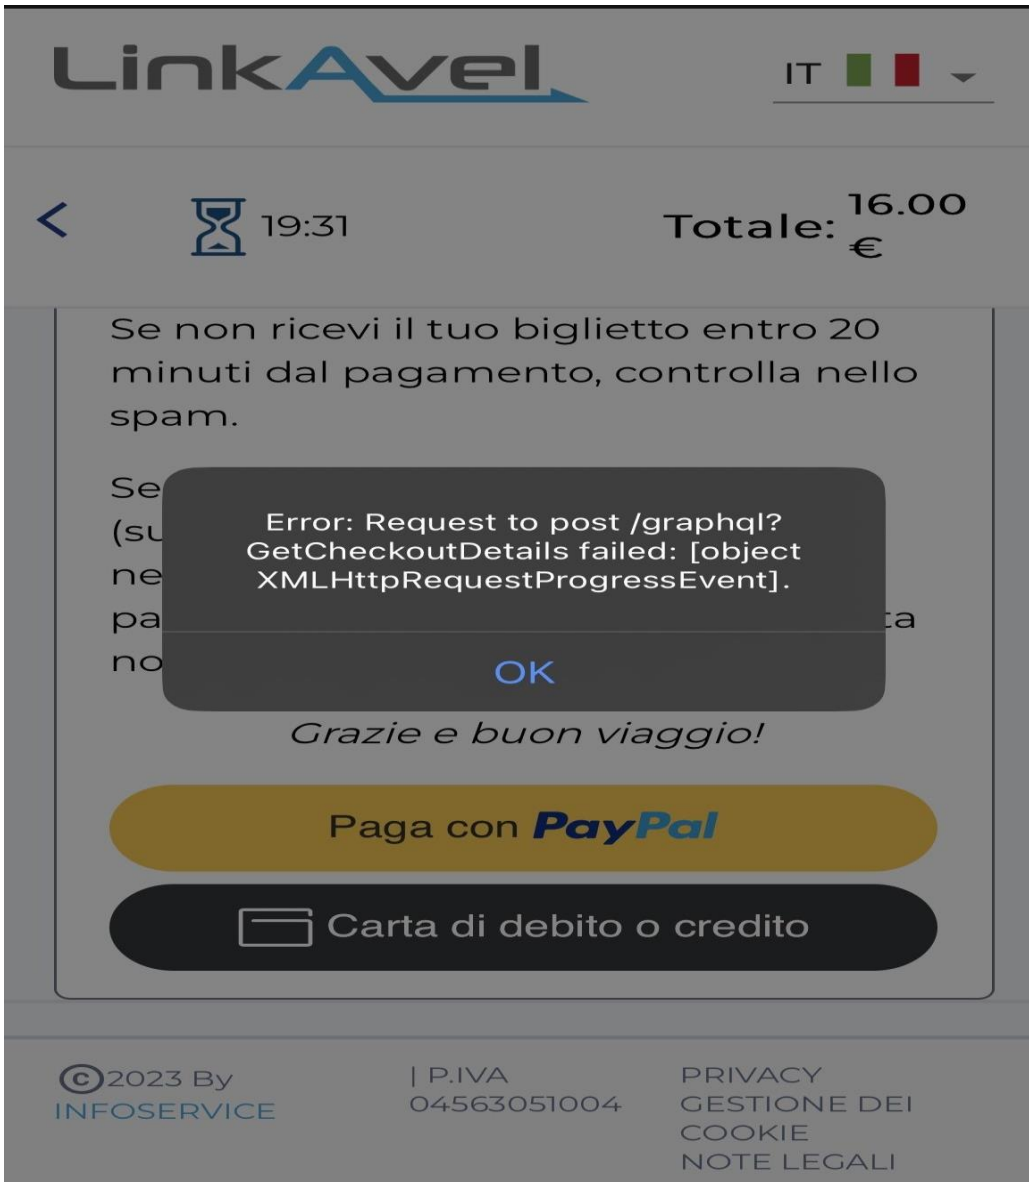 LinkAvel
IT
19:31
Totale: 16.00 €
Se non ricevi il tuo biglietto entro 20
minuti dal pagamento, controlla nello
spam.
Se
(su
ne
pa
ta
no
Error: Request to post /graphql?
GetCheckoutDetails failed: [object
XMLHttpRequestProgressEvent].
OK
Grazie e buon viaggio!
Paga con PayPal
Carta di debito o credito
©2023 By
INFOSERVICE
| P.IVA
04563051004
PRIVACY
GESTIONE DEI
COOKIE
NOTE LEGALI